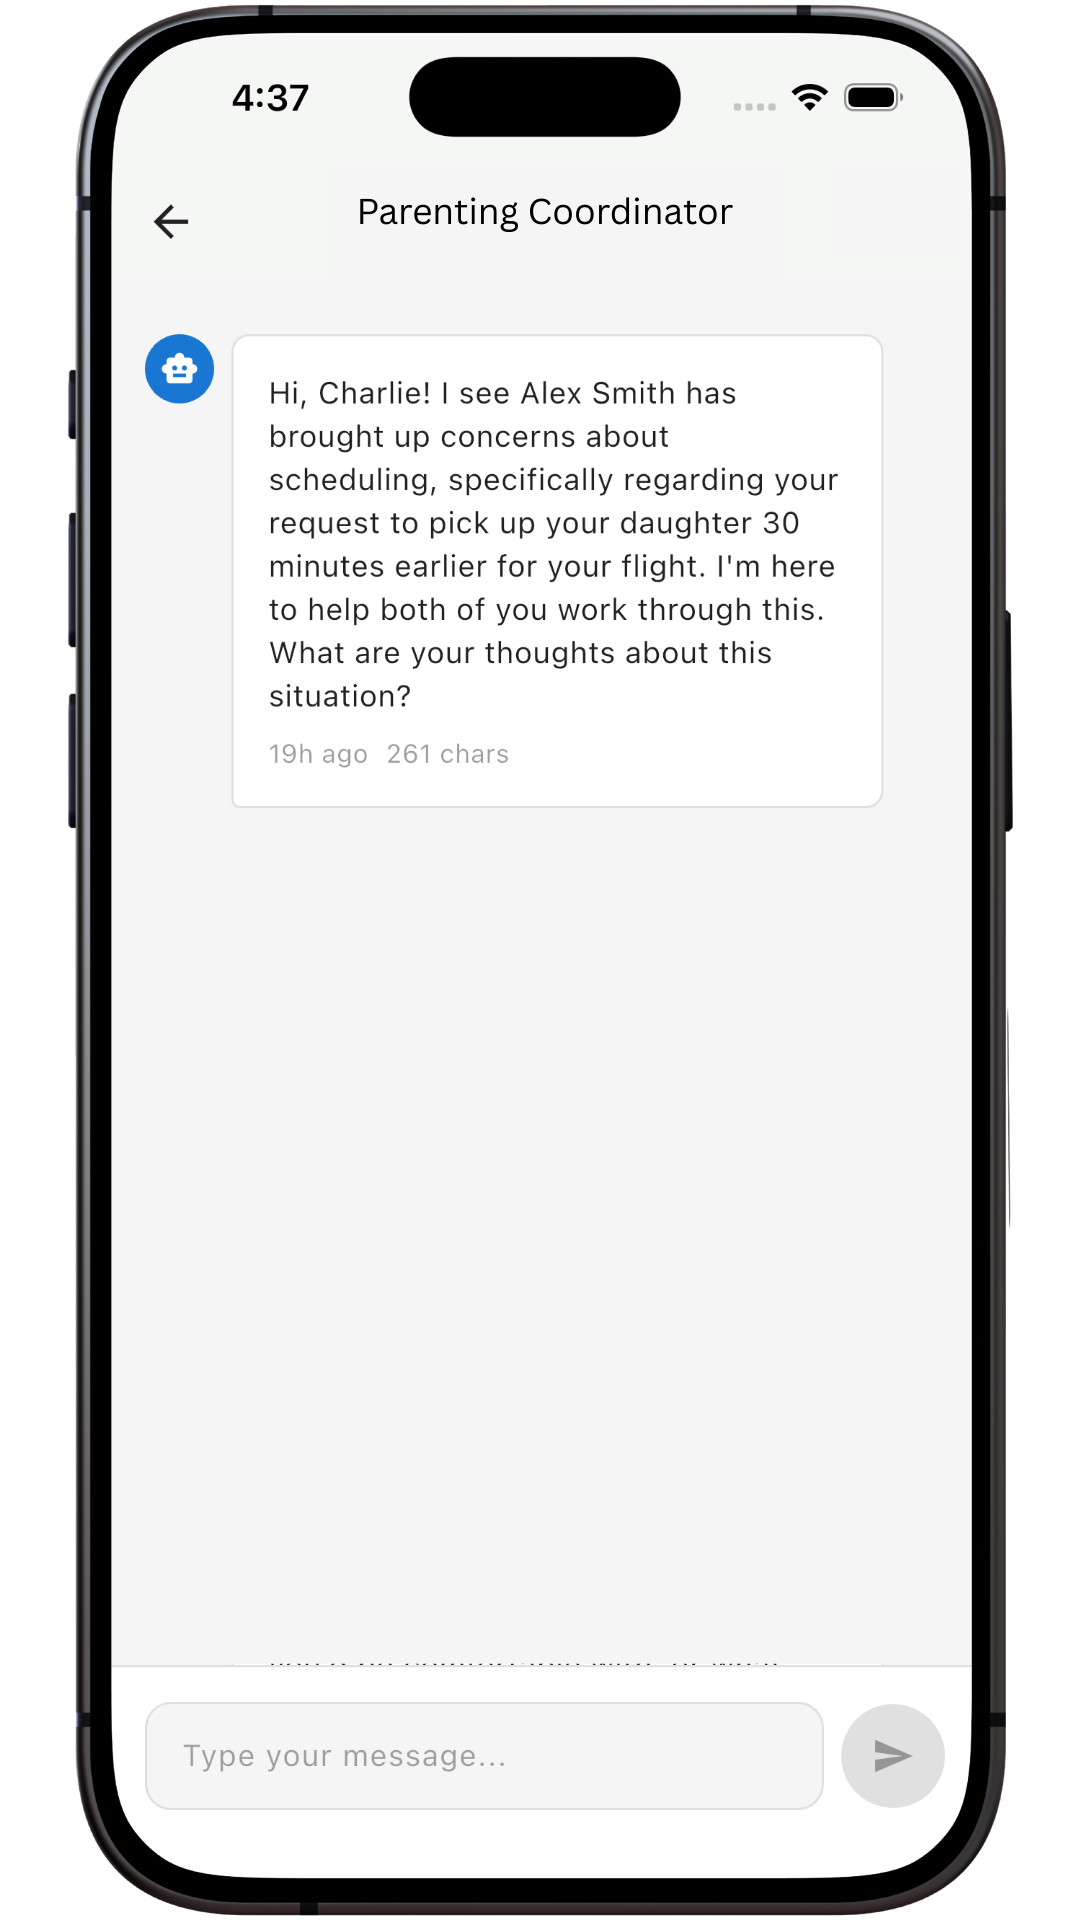 4:37
Parenting Coordinator
Hi, Charlie! I see Alex Smith has
brought up concerns about
scheduling, specifically regarding your
request to pick up your daughter 30
minutes earlier for your flight. I'm here
to help both of you work through this.
What are your thoughts about this
situation?
19h ago 261 chars
Type your message...